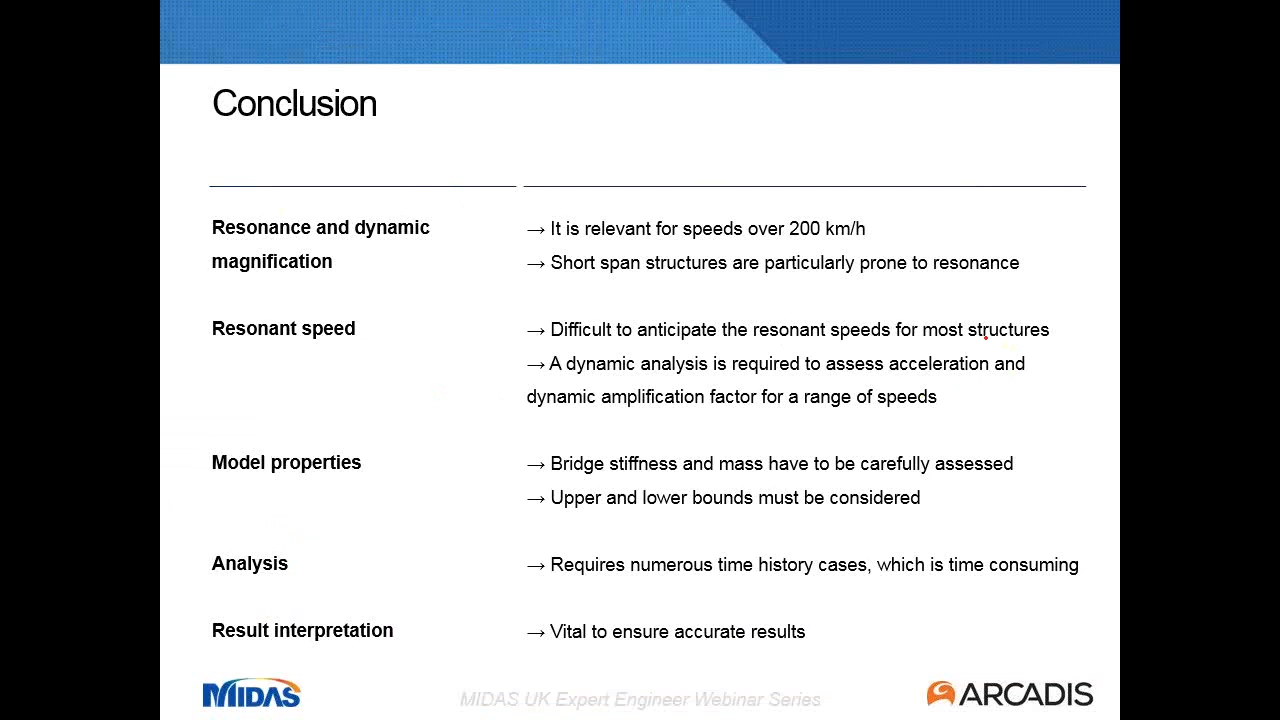 Conclusion
Resonance and dynamic
magnification
→ It is relevant for speeds over 200 km/h
→ Short span structures are particularly prone to resonance
Resonant speed
→ Difficult to anticipate the resonant speeds for most structures
→ A dynamic analysis is required to assess acceleration and
dynamic amplification factor for a range of speeds
Model properties
→ Bridge stiffness and mass have to be carefully assessed
→ Upper and lower bounds must be considered
Analysis
→ Requires numerous time history cases, which is time consuming
Result interpretation
→ Vital to ensure accurate results
MIDAS
MIDAS UK Expert Engineer Webinar Series
ARCADIS